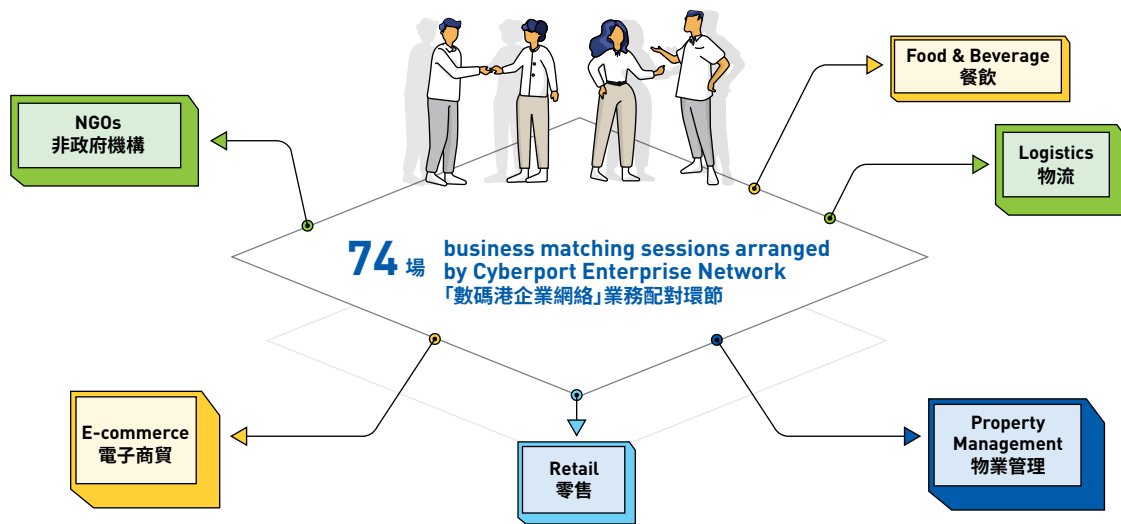 Food & Beverage
餐飲
NGOs
非政府機構
Logistics
物流
74 場
business matching sessions arranged
by Cyberport Enterprise Network
「數碼港企業網絡」業務配對環節
E-commerce
電子商貿
Retail
零售
Property
Management
物業管理